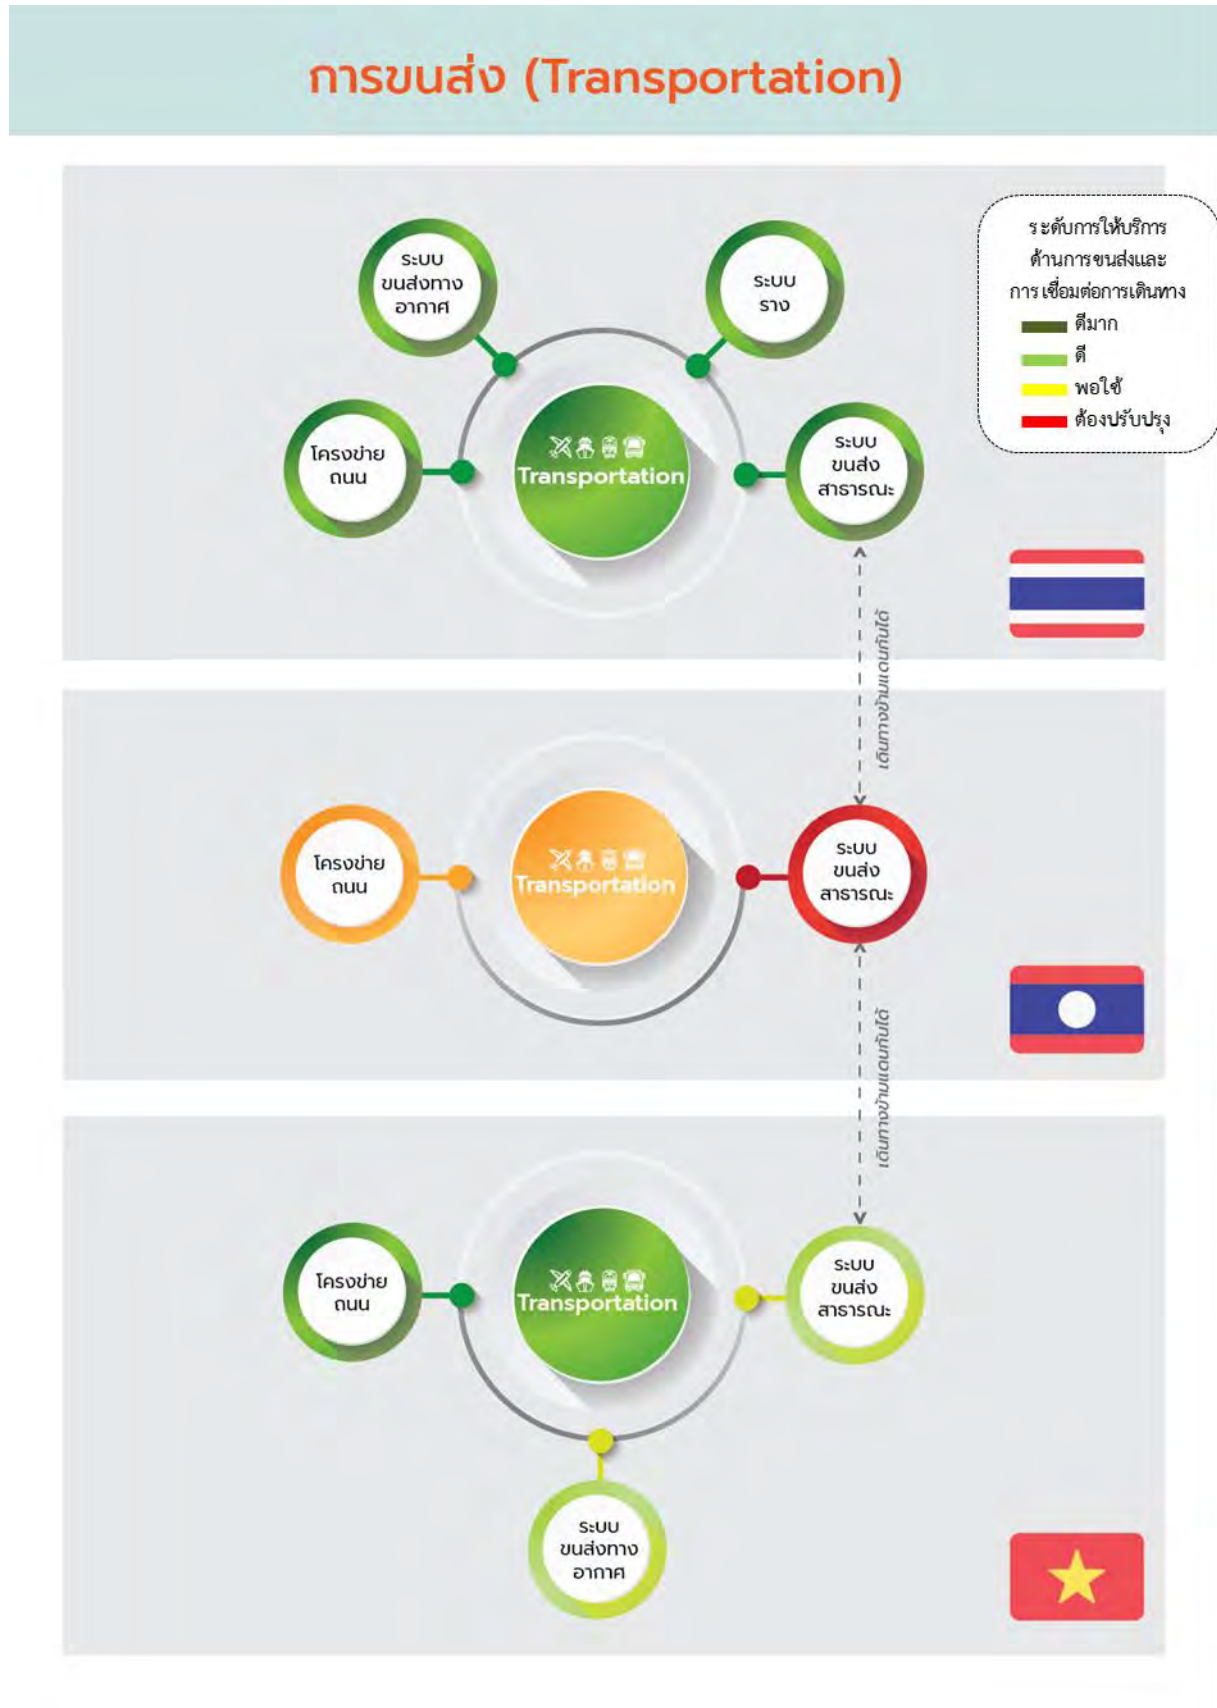 การขนส่ง (Transportation)
ระดับการให้บริการ
ด้านการขนส่งและ
การเชื่อมต่อการเดินทาง
ดีมาก
ดี
พอใช้
ต้องปรับปรุง
ระบบ
ขนส่งทาง
อากาศ
ระบบ
ราง
โครงข่าย
ถนน
Transportation
ระบบ
ขนส่ง
สาธารณะ
เดินทางข้ามแดนกันได้
โครงข่าย
ถนน
Transportation
ระบบ
ขนส่ง
สาธารณะ
เดินทางข้ามแดนกันได้
โครงข่าย
ถนน
Transportation
ระบบ
ขนส่ง
สาธารณะ
ระบบ
ขนส่งทาง
อากาศ